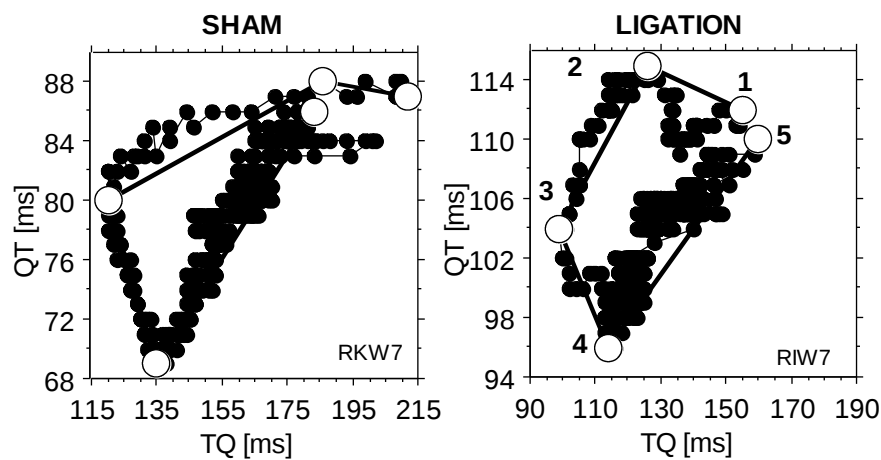 SHAM
LIGATION
QT [ms]
88
84
80
76
72
68
115 135 155 175 195 215
TQ [ms]
RKW7
QT [ms]
114
110
106
102
98
94
90 110 130 150 170 190
TQ [ms]
2
1
5
3
4
RIW7